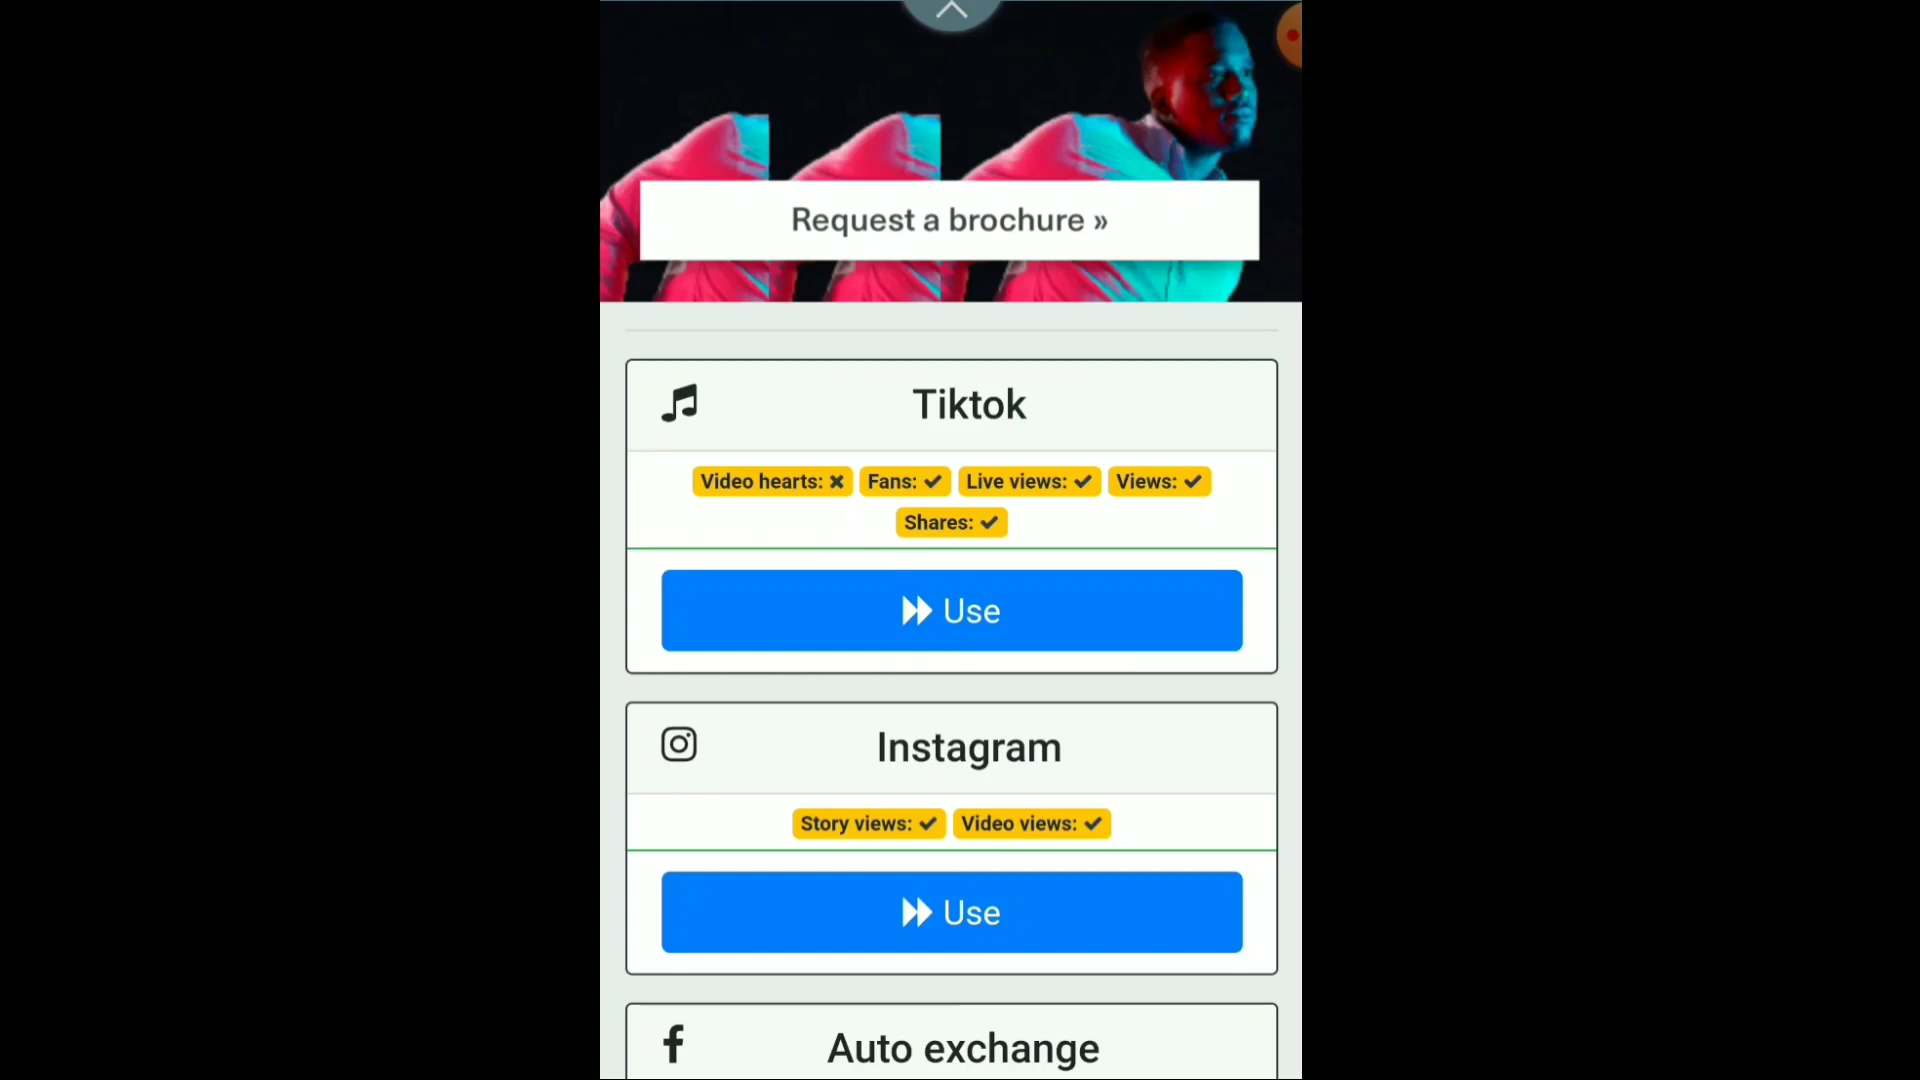 Request a brochure »
Tiktok
Video hearts: ✖ Fans: ✔ Live views: ✔ Views: ✔
Shares: ✔
Use
Instagram
Story views: ✔ Video views: ✔
Use
Auto exchange